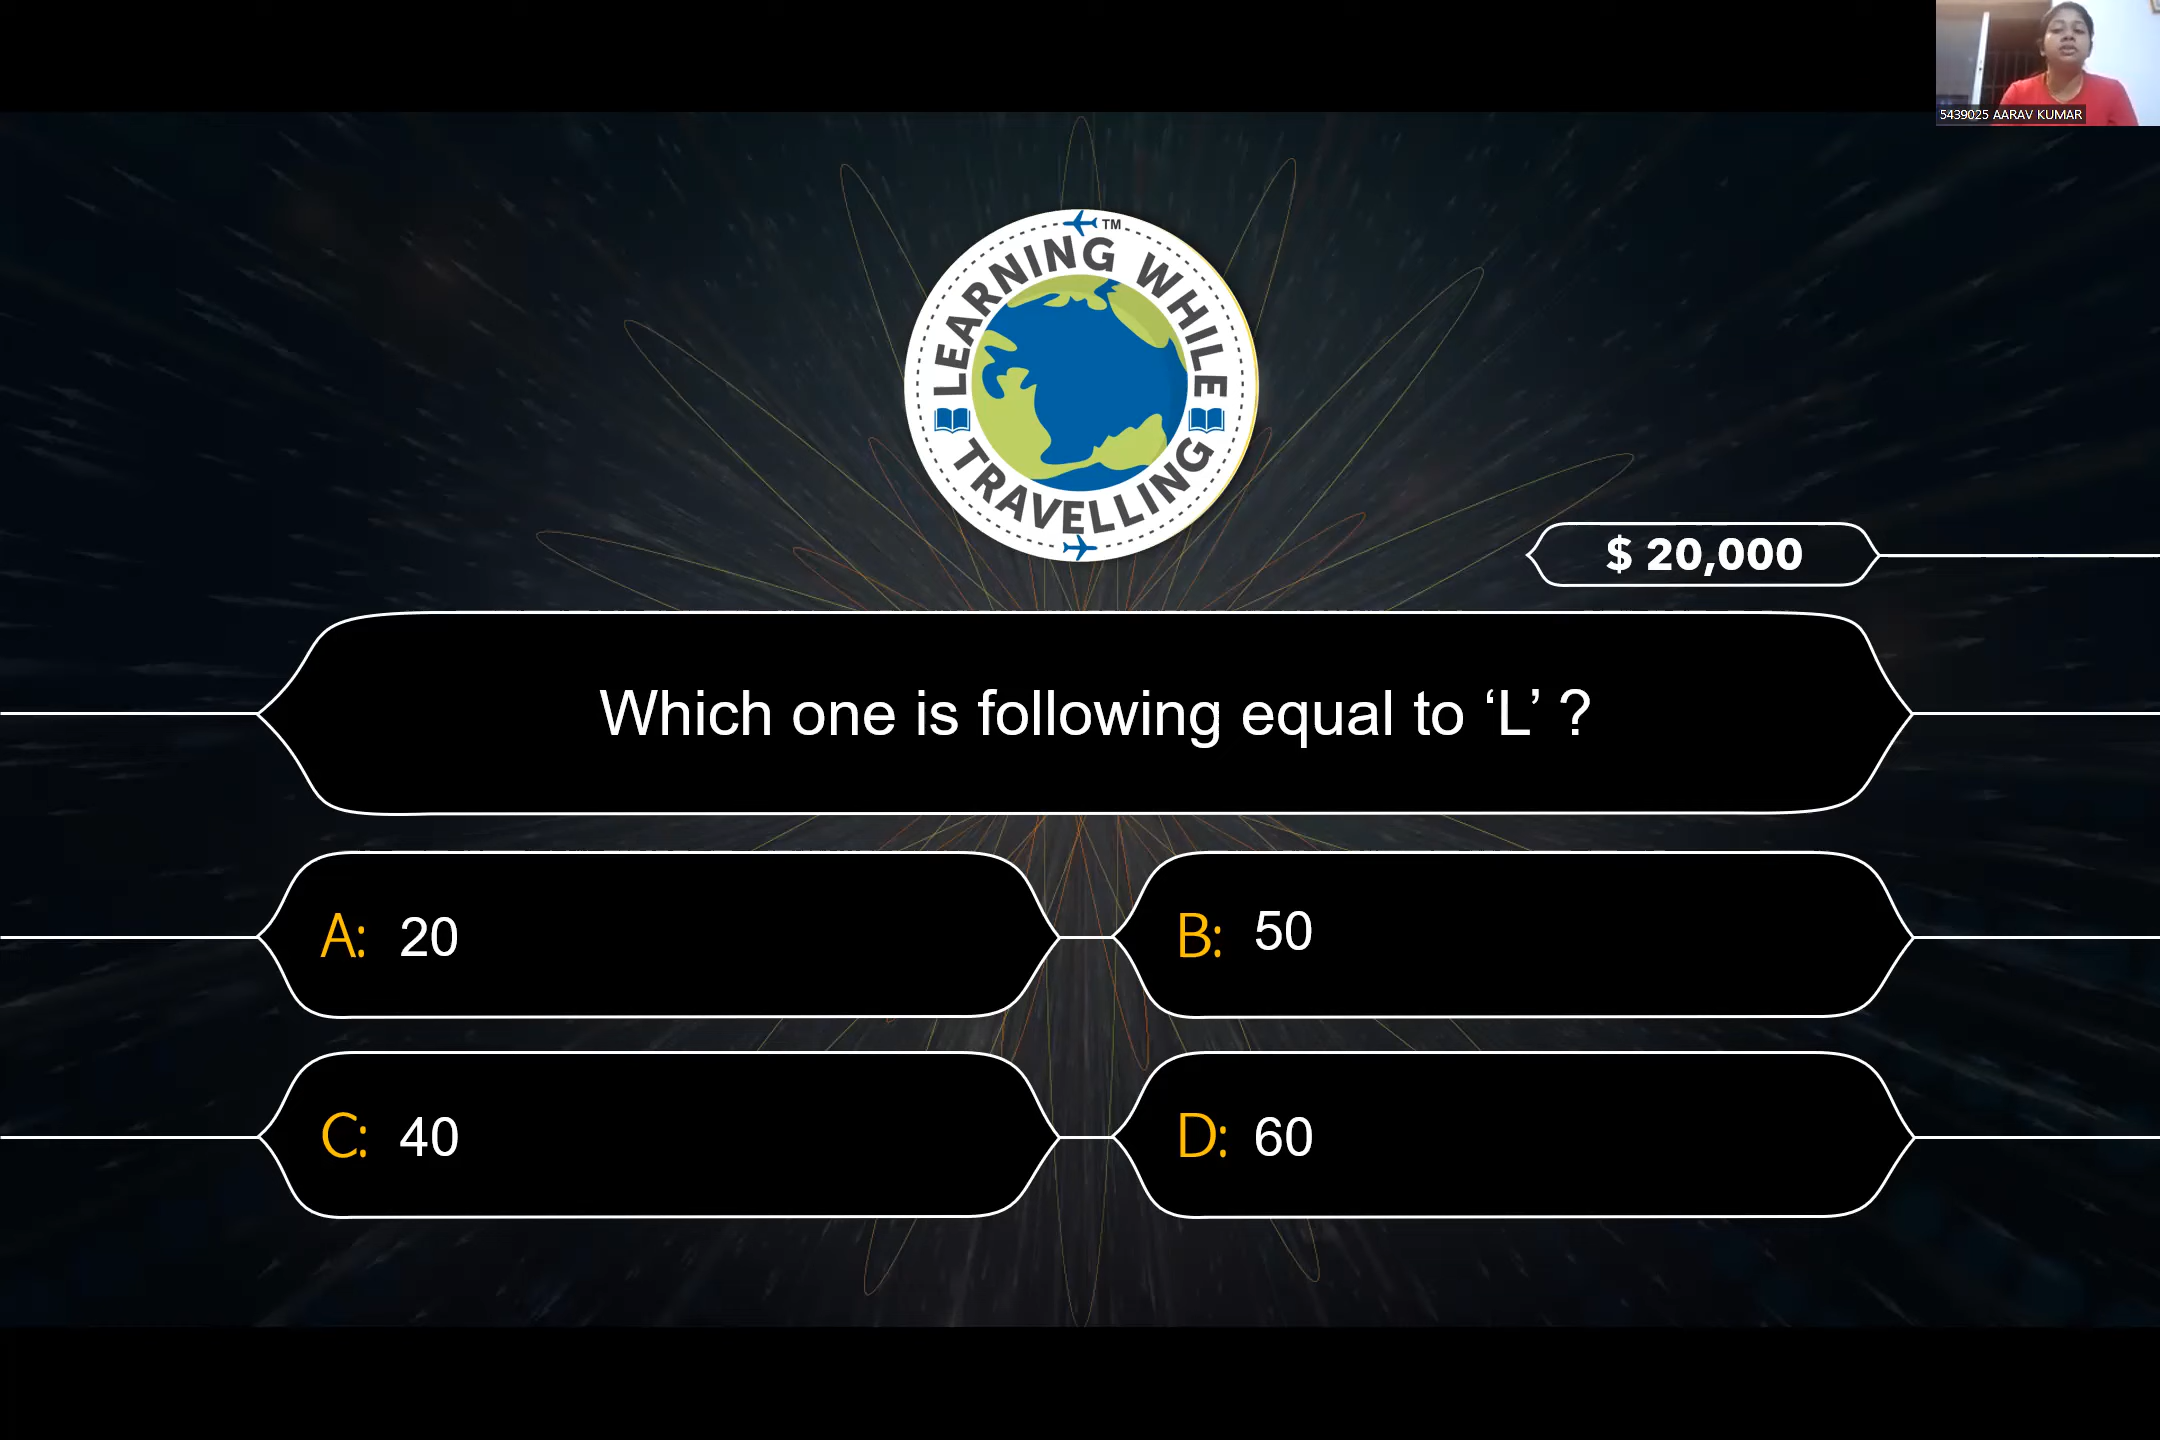 5439025 AARAV KUMAR
TM
LEARNING WHILE
TRAVELLING
$ 20,000
Which one is following equal to ‘L’ ?
A: 20
B: 50
C: 40
D: 60